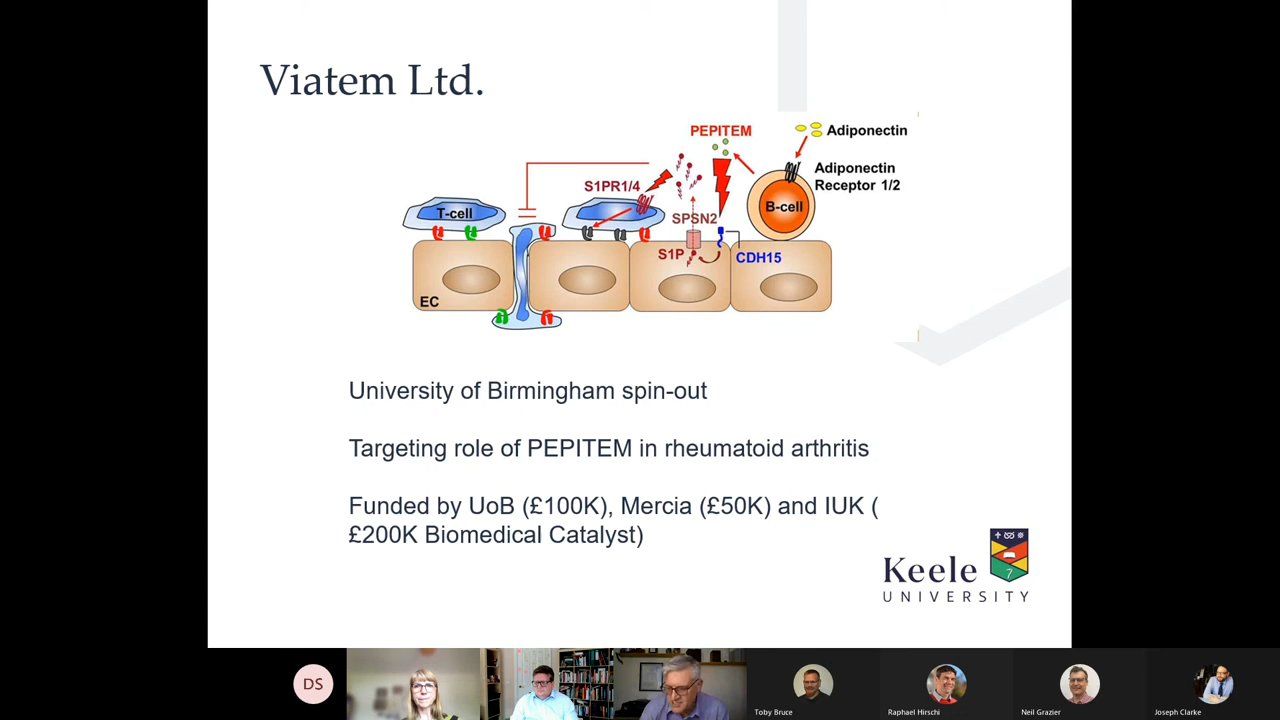 Viatem Ltd.
PEPITEM
Adiponectin
Adiponectin
Receptor 1/2
S1PR1/4
T-cell
B-cell
SPSN2
S1P
CDH15
EC
University of Birmingham spin-out
Targeting role of PEPITEM in rheumatoid arthritis
Funded by UoB (£100K), Mercia (£50K) and IUK (
£200K Biomedical Catalyst)
Keele
UNIVERSITY
DS
Toby Bruce
Raphael Hirschi
Neil Grazier
Joseph Clarke